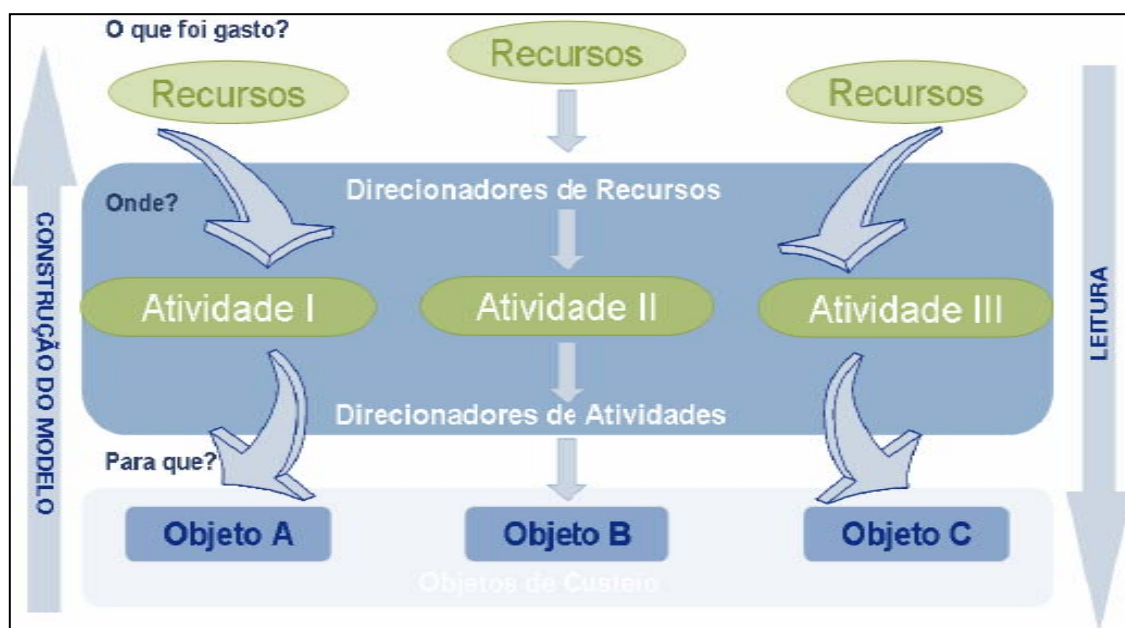 O que foi gasto?
Recursos
Recursos
Recursos
Direcionadores de Recursos
Onde?
Atividade I
Atividade II
Atividade III
Direcionadores de Atividades
Para que?
Objeto A
Objeto B
Objeto C
Objetos de Custeio
CONSTRUÇÃO DO MODELO
LEITURA